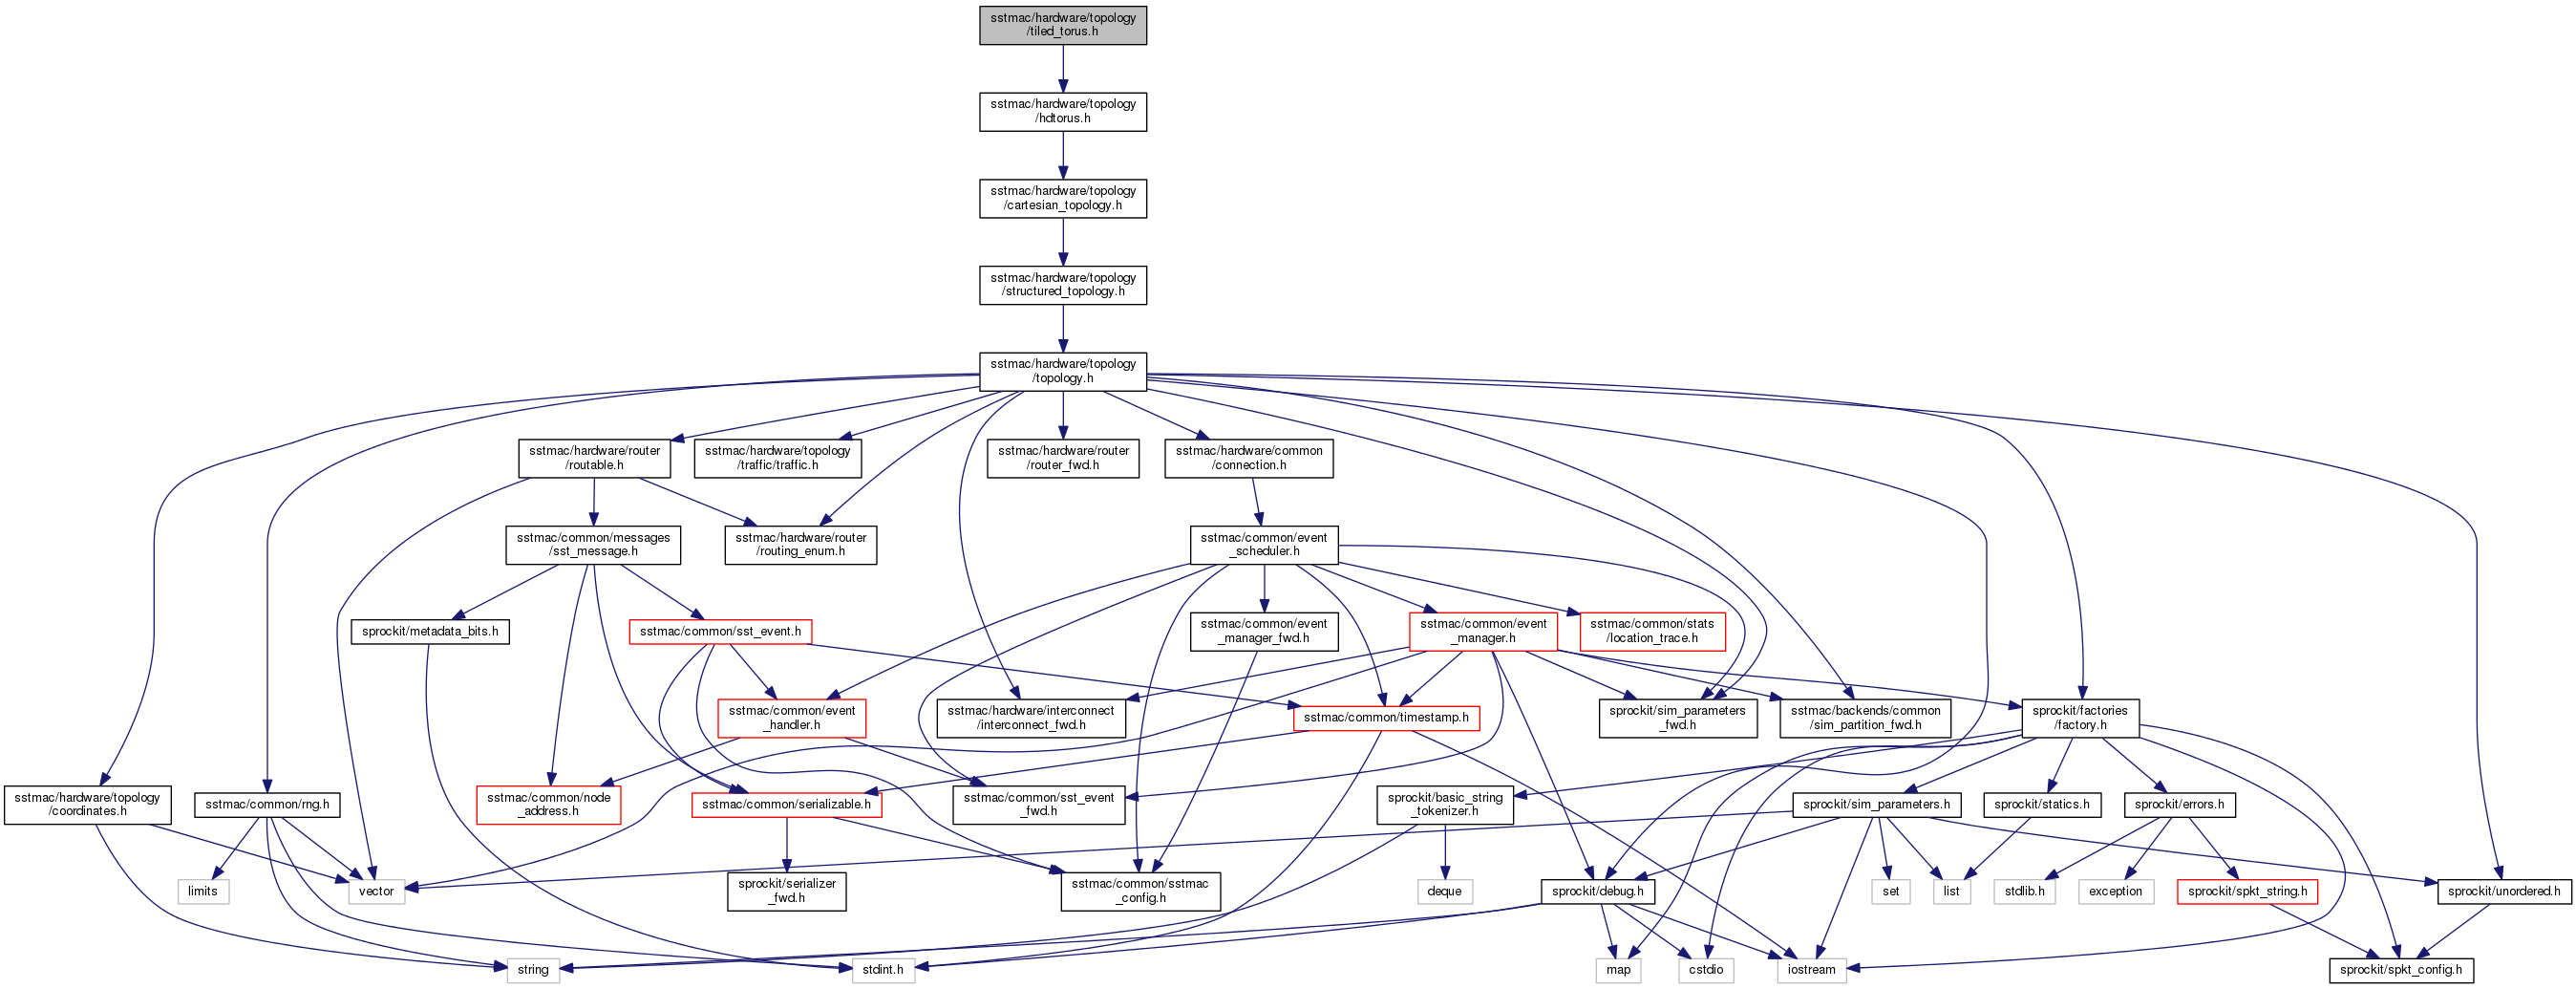 sstmac/hardware/topology
/tiled_torus.h
sstmac/hardware/topology
/hdtorus.h
sstmac/hardware/topology
/cartesian_topology.h
sstmac/hardware/topology
/structured_topology.h
sstmac/hardware/topology
/topology.h
sstmac/hardware/router
/routable.h
sstmac/hardware/topology
/traffic/traffic.h
sstmac/hardware/router
/router_fwd.h
sstmac/hardware/common
/connection.h
sstmac/common/messages
/sst_message.h
sstmac/hardware/router
/routing_enum.h
sstmac/common/event
_scheduler.h
sprockit/metadata_bits.h
sstmac/common/sst_event.h
sstmac/common/event
_manager_fwd.h
sstmac/common/event
_manager.h
sstmac/common/stats
/location_trace.h
sstmac/common/event
_handler.h
sstmac/hardware/interconnect
/interconnect_fwd.h
sstmac/common/timestamp.h
sprockit/sim_parameters
_fwd.h
sstmac/backends/common
/sim_partition_fwd.h
sprockit/factories
/factory.h
sstmac/hardware/topology
/coordinates.h
sstmac/common/rng.h
sstmac/common/node
_address.h
sstmac/common/serializable.h
sstmac/common/sst_event
_fwd.h
sprockit/basic_string
_tokenizer.h
sprockit/sim_parameters.h
sprockit/statics.h
sprockit/errors.h
limits
vector
sprockit/serializer
_fwd.h
sstmac/common/sstmac
_config.h
deque
sprockit/debug.h
set
list
stdlib.h
exception
sprockit/spkt_string.h
sprockit/unordered.h
string
stdint.h
map
cstdio
iostream
sprockit/spkt_config.h